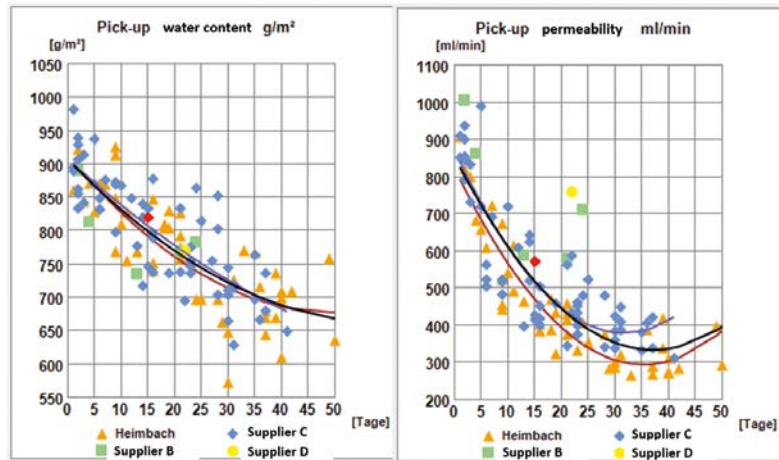 Pick-up water content g/m²
[g/m²]
1050
1000
950
900
850
800
750
700
650
600
550
0 5 10 15 20 25 30 35 40 45 50
[Tage]
Heimbach
Supplier C
Supplier B
Supplier D
Pick-up permeability ml/min
[ml/min]
1100
1000
900
800
700
600
500
400
300
200
0 5 10 15 20 25 30 35 40 45 50
[Tage]
Heimbach
Supplier C
Supplier B
Supplier D